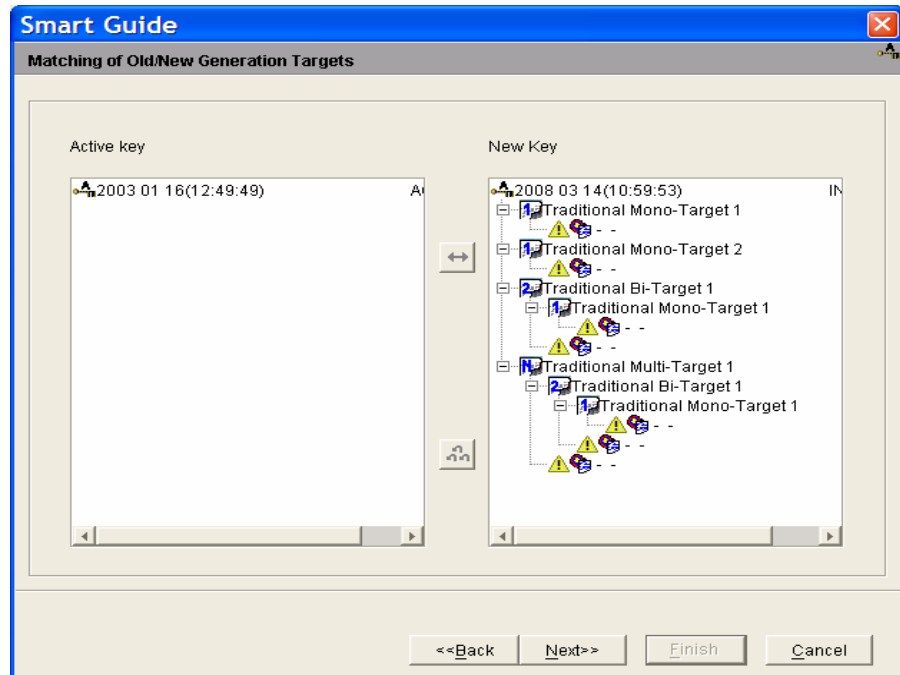 Smart Guide
Matching of Old/New Generation Targets
Active key
New Key
2003 01 16(12:49:49)
2008 03 14(10:59:53) IN
Traditional Mono-Target 1
- -
Traditional Mono-Target 2
- -
Traditional Bi-Target 1
Traditional Mono-Target 1
- -
- -
Traditional Multi-Target 1
Traditional Bi-Target 1
Traditional Mono-Target 1
- -
- -
- -
<<Back
Next>>
Finish
Cancel